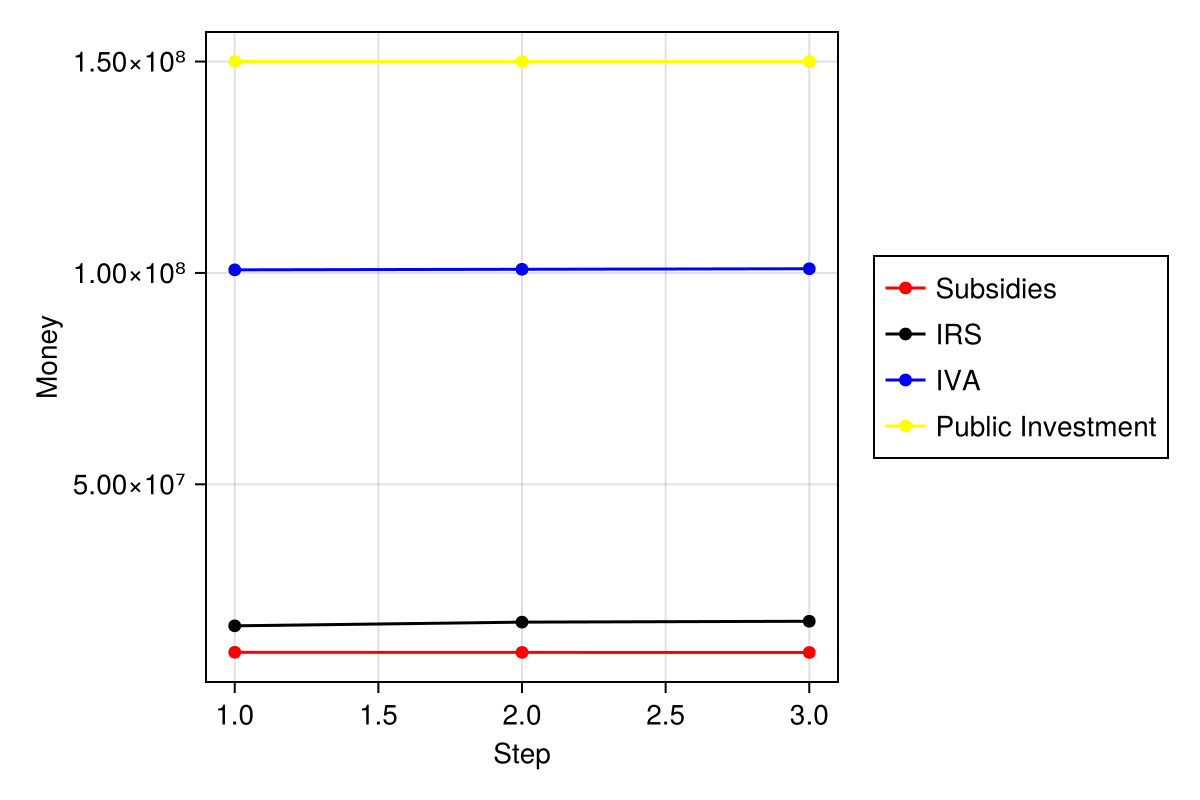 1.50×10⁸
1.00×10⁸
5.00×10⁷
Money
1.0 1.5 2.0 2.5 3.0
Step
Subsidies
IRS
IVA
Public Investment